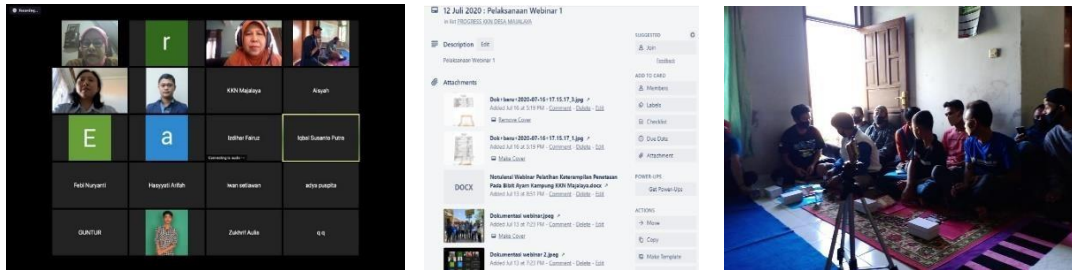 Recording...
r
KKN Majalaya
Aisyah
E
a
Intihar Fairus
Iqbal Susanto Putra
Connecting to audio
Febi Nuryanti
Hasyyati Arifah
iwan setiawan
adya puspita
GUNTUR
Zukhrif Aulia
q q
12 Juli 2020 : Pelaksanaan Webinar 1
in list PROGRESS KKN DESA MAJALAYA
Description Edit
Pelaksanaan Webinar 1
Attachments
Dok baru 2020-07-16 17.15.17_3.jpg
Added Jul 16 at 5:19 PM - Comment - Delete - Edit
Remove Cover
Dok baru 2020-07-16 17.15.17_1.jpg
Added Jul 16 at 5:19 PM - Comment - Delete - Edit
Make Cover
DOCX
Notulensi Webinar Pelatihan Keterampilan Penetasan
Pada Bibit Ayam Kampung KKN Majalaya.docx
Added Jul 13 at 8:51 PM - Comment - Delete - Edit
Dokumentasi webinar.jpeg
Added Jul 13 at 7:23 PM - Comment - Delete - Edit
Make Cover
Dokumentasi webinar 2.jpeg
Added Jul 13 at 7:23 PM - Comment - Delete - Edit
SUGGESTED
Join
Feedback
ADD TO CARD
Members
Labels
Checklist
Due Date
Attachment
POWER-UPS
Get Power-Ups
ACTIONS
Move
Copy
Make Template